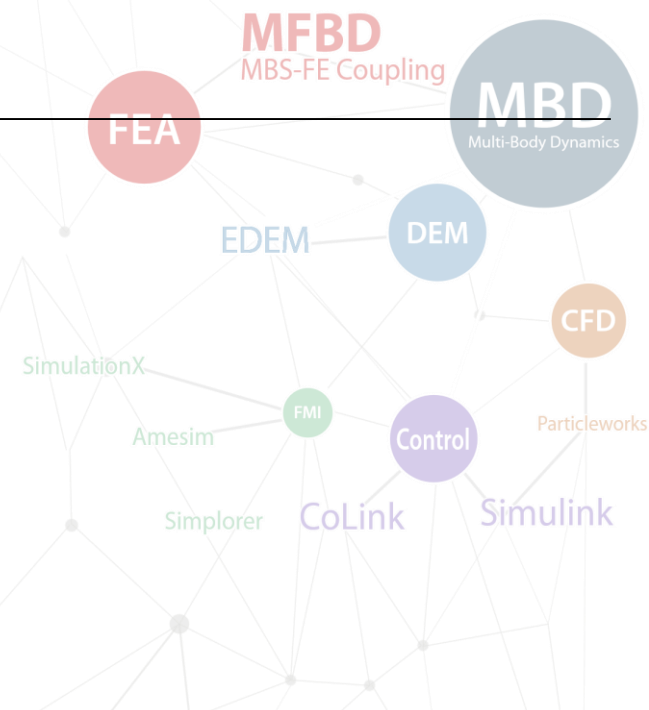 MFBD
MBS-FE Coupling
MBD
Multi-Body Dynamics
FEA
EDEM
DEM
CFD
SimulationX
FMI
Amesim
Control
Particleworks
Simplorer
CoLink
Simulink